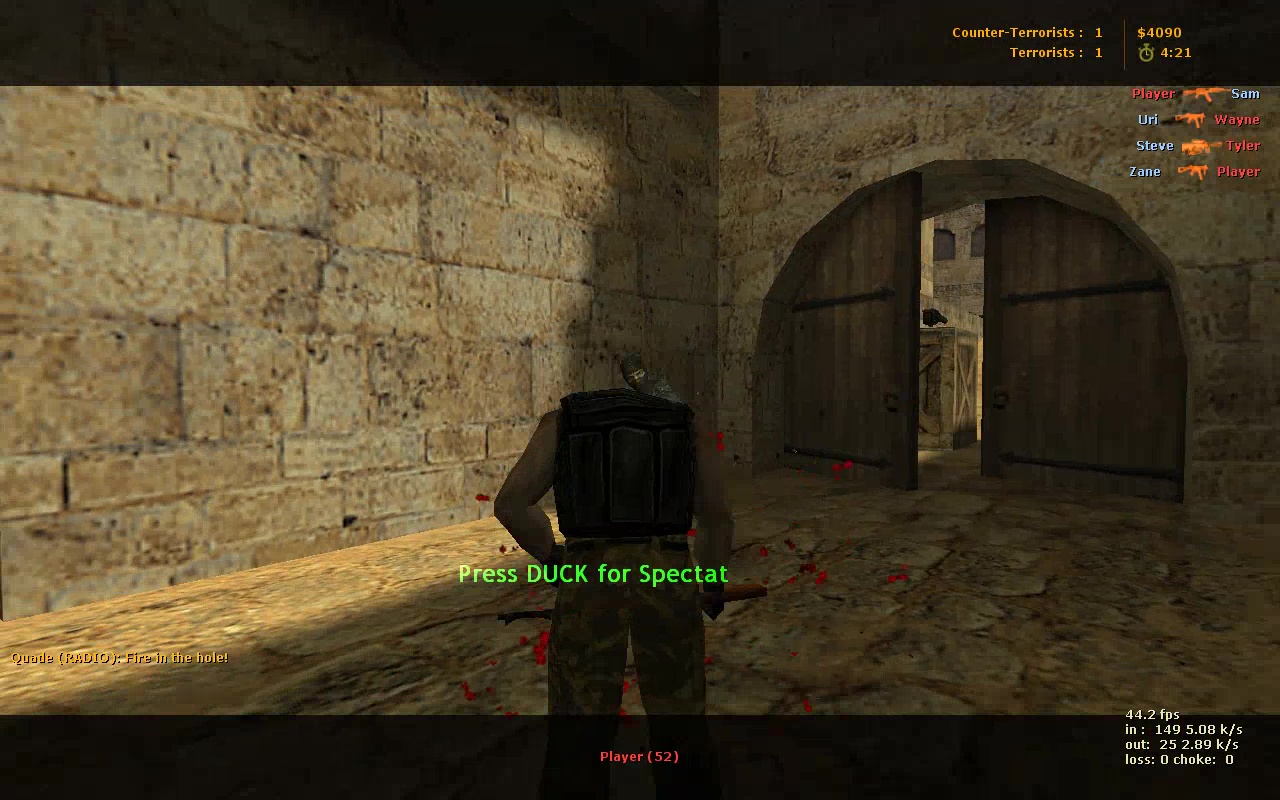 Counter-Terrorists : 1 $4090
Terrorists : 1 4:21
Player Sam
Uri Wayne
Steve Tyler
Zane Player
Press DUCK for Spectat
Quade (RADIO): Fire in the hole!
44.2 fps
in : 149 5.08 k/s
out: 25 2.89 k/s
loss: 0 choke: 0
Player (52)